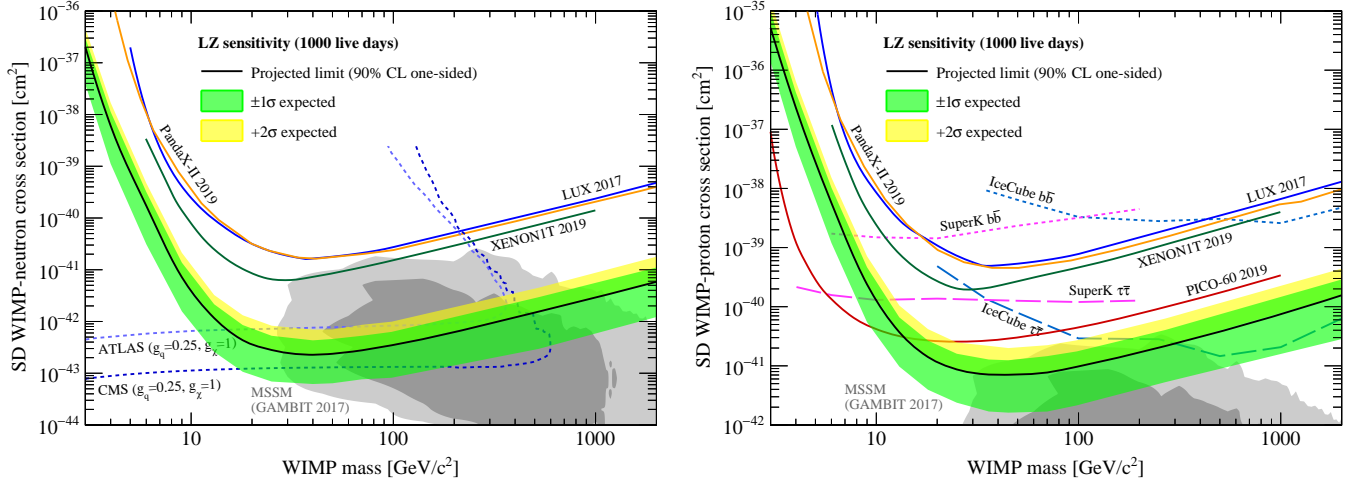 10⁻³⁶
10⁻³⁷
10⁻³⁸
10⁻³⁹
10⁻⁴⁰
10⁻⁴¹
10⁻⁴²
10⁻⁴³
10⁻⁴⁴
SD WIMP-neutron cross section [cm²]
LZ sensitivity (1000 live days)
Projected limit (90% CL one-sided)
±1σ expected
+2σ expected
PandaX-II 2019
LUX 2017
XENON1T 2019
ATLAS (g_q=0.25, g_χ=1)
CMS (g_q=0.25, g_χ=1)
MSSM
(GAMBIT 2017)
10 100 1000
WIMP mass [GeV/c²]
10⁻³⁵
10⁻³⁶
10⁻³⁷
10⁻³⁸
10⁻³⁹
10⁻⁴⁰
10⁻⁴¹
10⁻⁴²
SD WIMP-proton cross section [cm²]
LZ sensitivity (1000 live days)
Projected limit (90% CL one-sided)
±1σ expected
+2σ expected
PandaX-II 2019
IceCube bb̅
LUX 2017
SuperK bb̅
XENON1T 2019
SuperK ττ̅
PICO-60 2019
IceCube ττ̅
MSSM
(GAMBIT 2017)
10 100 1000
WIMP mass [GeV/c²]